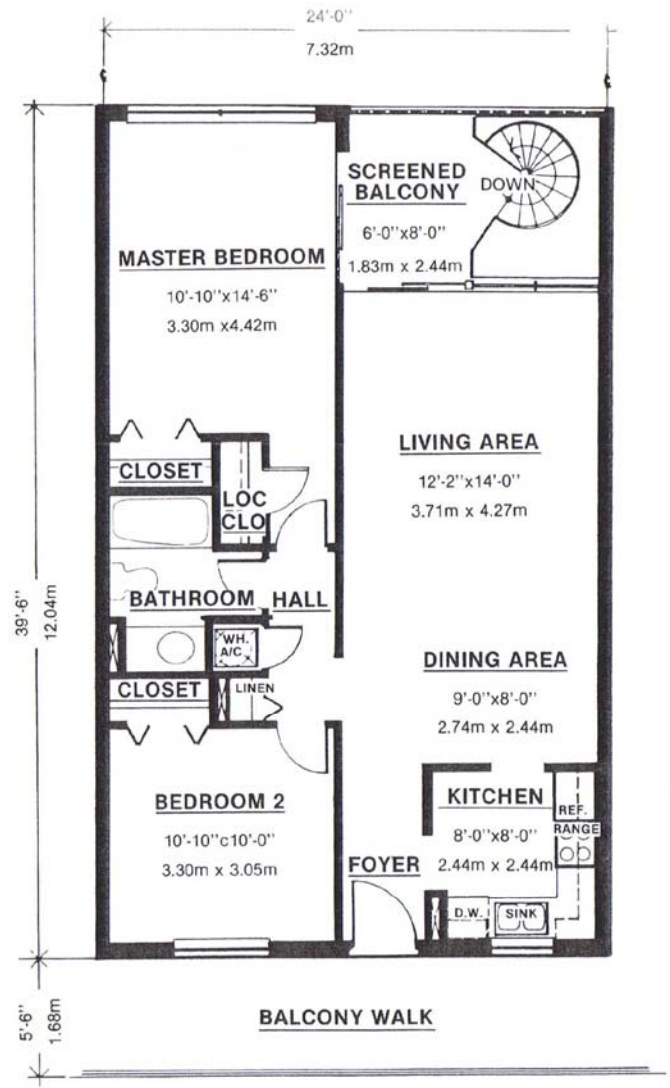 24'-0"
7.32m
SCREENED
BALCONY
DOWN
6'-0"x8'-0"
1.83m x 2.44m
MASTER BEDROOM
10'-10"x14'-6"
3.30m x4.42m
LIVING AREA
12'-2"x14'-0"
3.71m x 4.27m
CLOSET
LOC
CLO
39'-6"
12.04m
BATHROOM
HALL
WH.
A/C
DINING AREA
9'-0"x8'-0"
2.74m x 2.44m
CLOSET
LINEN
BEDROOM 2
10'-10"c10'-0"
3.30m x 3.05m
KITCHEN
8'-0"x8'-0"
2.44m x 2.44m
REF.
RANGE
FOYER
D.W.
SINK
5'-6"
1.68m
BALCONY WALK